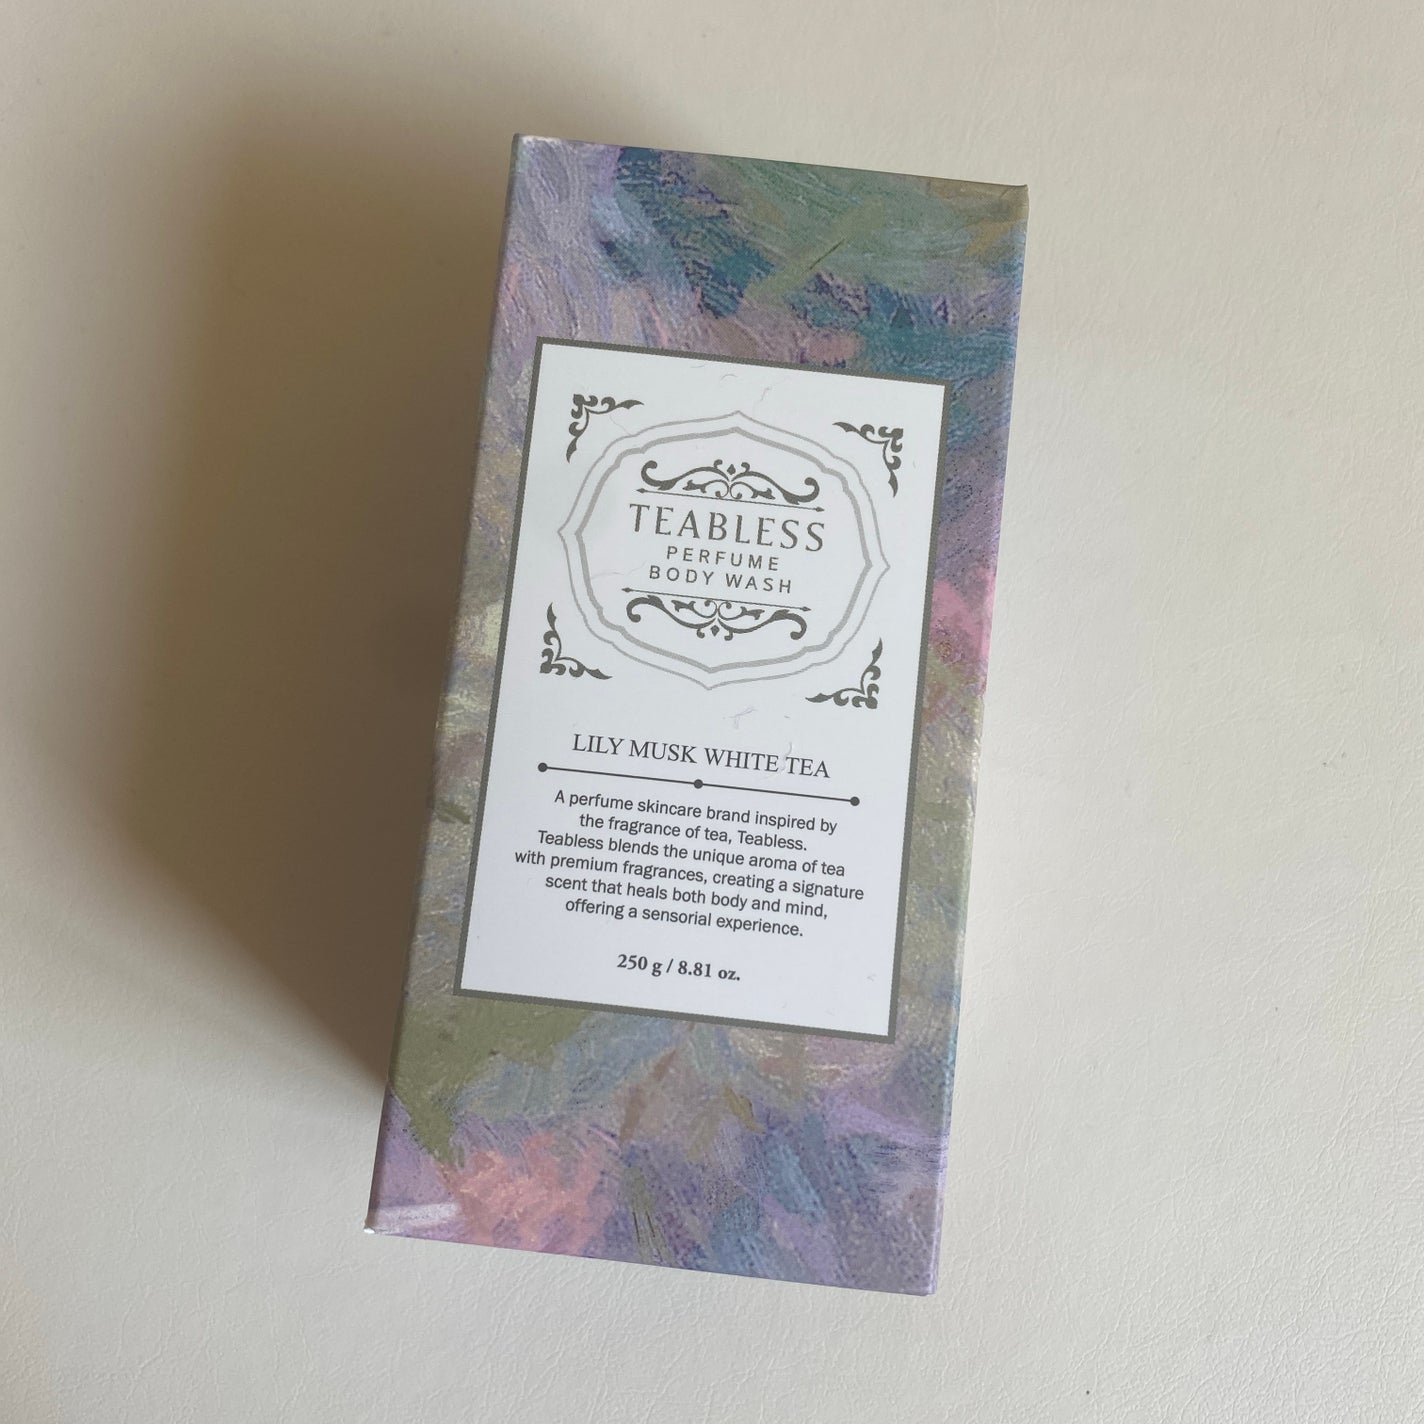 TEABLESS
PERFUME
BODY WASH
LILY MUSK WHITE TEA
A perfume skincare brand inspired by
the fragrance of tea, Teabless.
Teabless blends the unique aroma of tea
with premium fragrances, creating a signature
scent that heals both body and mind,
offering a sensorial experience.
250 g / 8.81 oz.